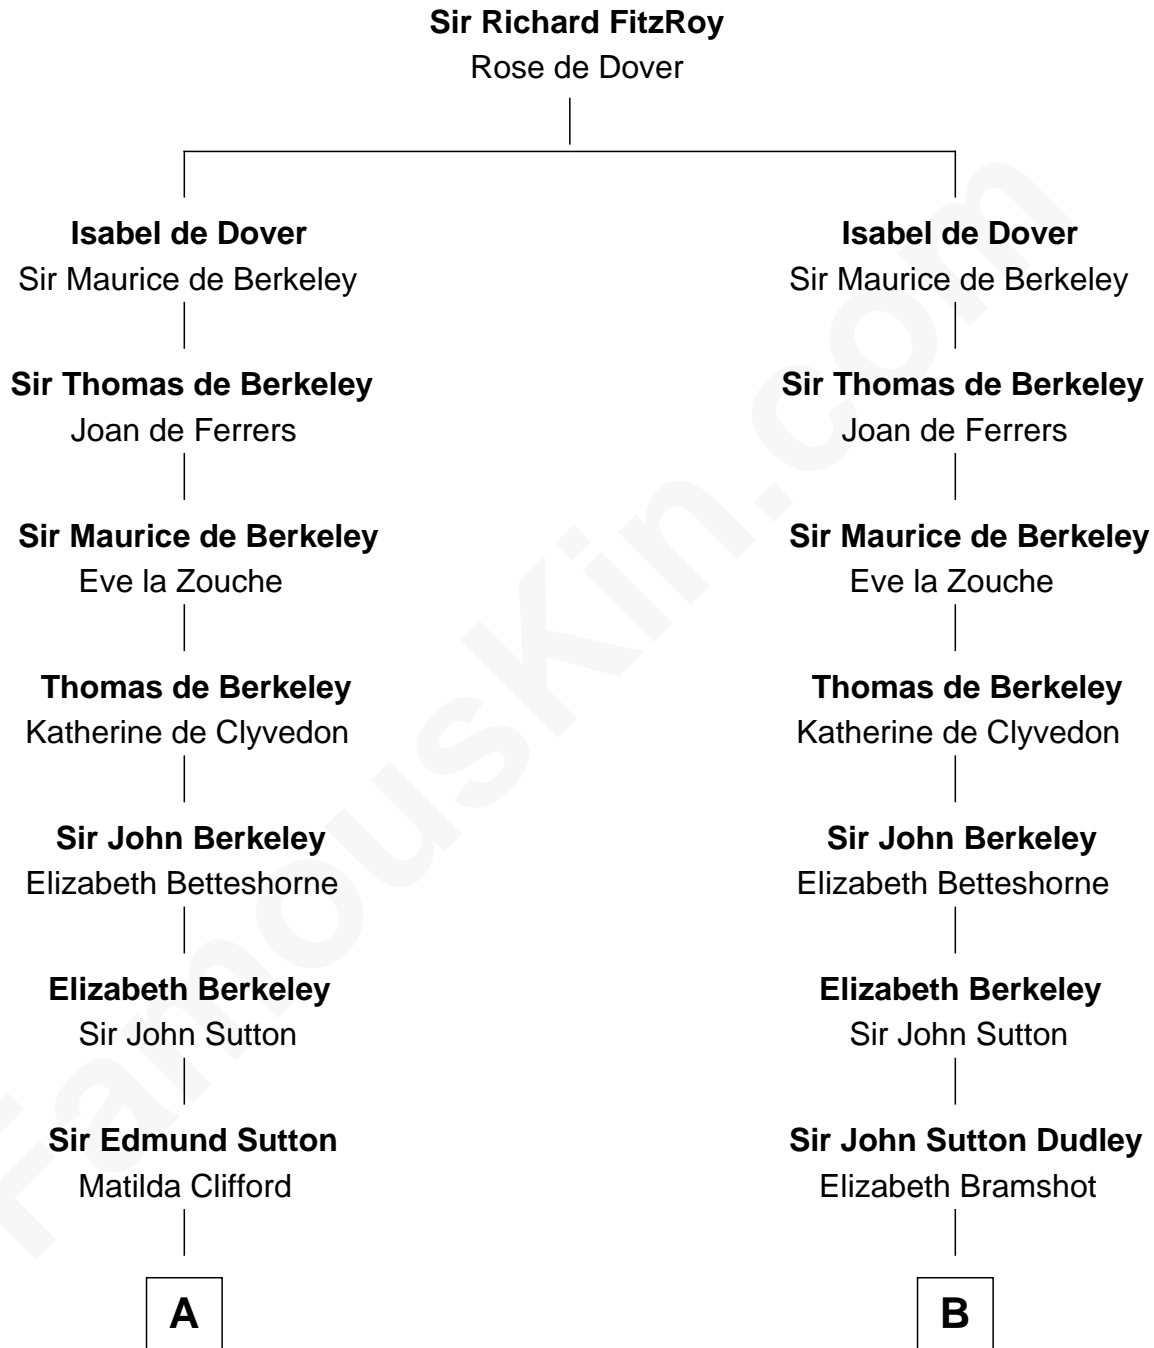 Sir Richard FitzRoy
Rose de Dover
Isabel de Dover
Sir Maurice de Berkeley
Isabel de Dover
Sir Maurice de Berkeley
Sir Thomas de Berkeley
Joan de Ferrers
Sir Thomas de Berkeley
Joan de Ferrers
Sir Maurice de Berkeley
Eve la Zouche
Sir Maurice de Berkeley
Eve la Zouche
Thomas de Berkeley
Katherine de Clyvedon
Thomas de Berkeley
Katherine de Clyvedon
Sir John Berkeley
Elizabeth Betteshorne
Sir John Berkeley
Elizabeth Betteshorne
Elizabeth Berkeley
Sir John Sutton
Elizabeth Berkeley
Sir John Sutton
Sir Edmund Sutton
Matilda Clifford
Sir John Sutton Dudley
Elizabeth Bramshot
A
B
FamousKin.com